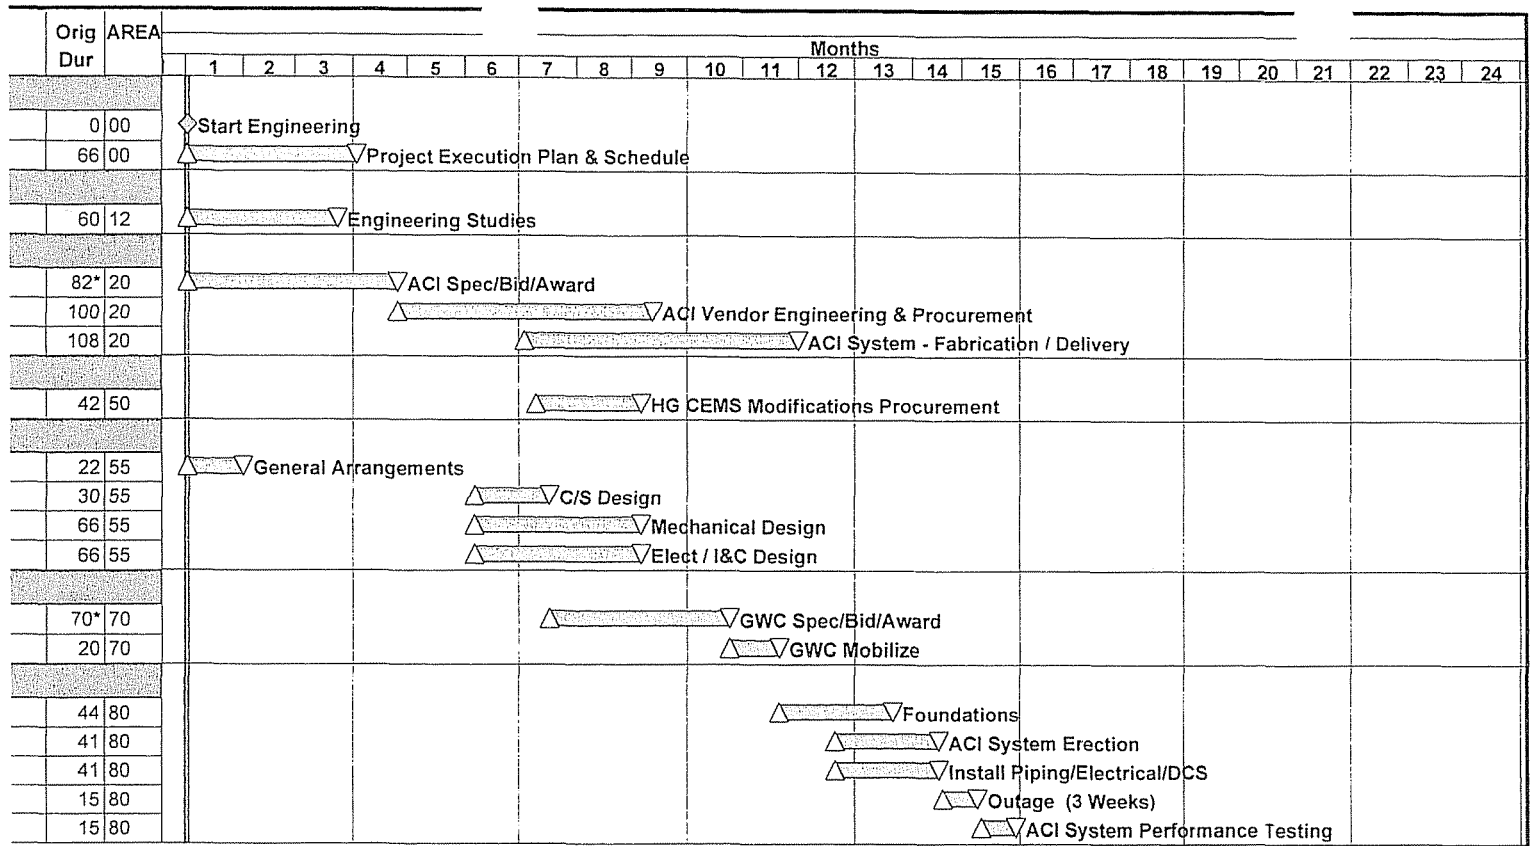 Orig AREA
Dur
Months
1 2 3 4 5 6 7 8 9 10 11 12 13 14 15 16 17 18 19 20 21 22 23 24
0 00 Start Engineering
66 00 Project Execution Plan & Schedule
60 12 Engineering Studies
82* 20 ACI Spec/Bid/Award
100 20 ACI Vendor Engineering & Procurement
108 20 ACI System - Fabrication / Delivery
42 50 HG CEMS Modifications Procurement
22 55 General Arrangements
30 55 C/S Design
66 55 Mechanical Design
66 55 Elect / I&C Design
70* 70 GWC Spec/Bid/Award
20 70 GWC Mobilize
44 80 Foundations
41 80 ACI System Erection
41 80 Install Piping/Electrical/DCS
15 80 Outage (3 Weeks)
15 80 ACI System Performance Testing